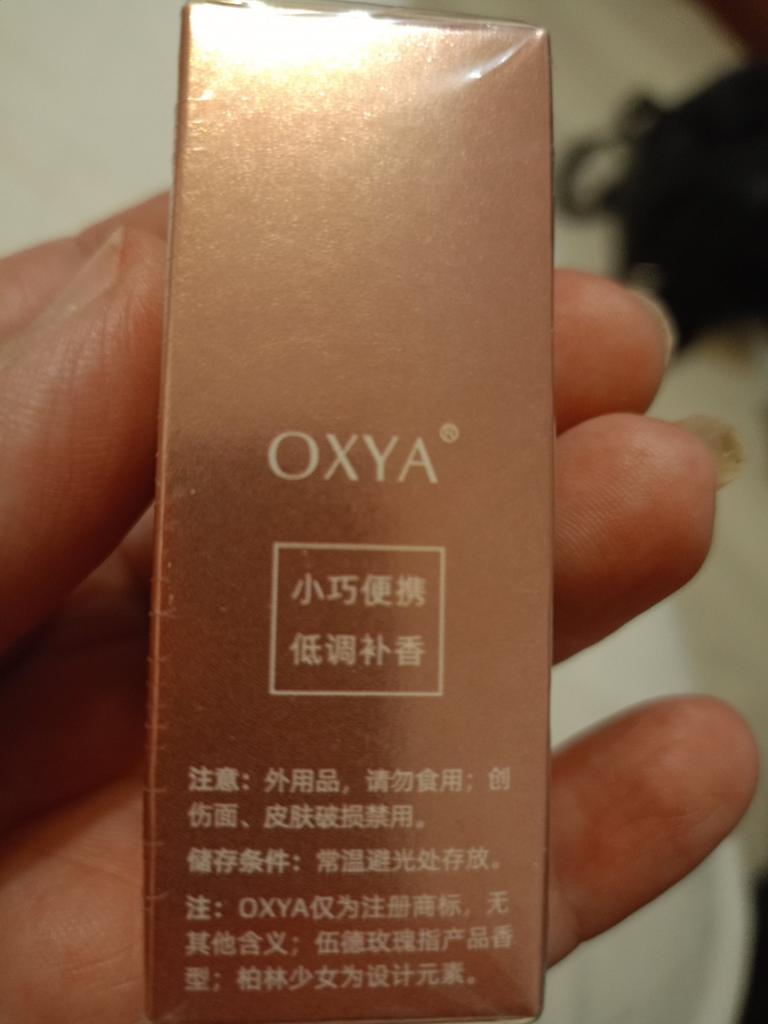 OXYA®
小巧便携
低调补香
注意：外用品，请勿食用；创
伤面、皮肤破损禁用。
储存条件：常温避光处存放。
注：OXYA仅为注册商标，无
其他含义；伍德玫瑰指产品香
型；柏林少女为设计元素。